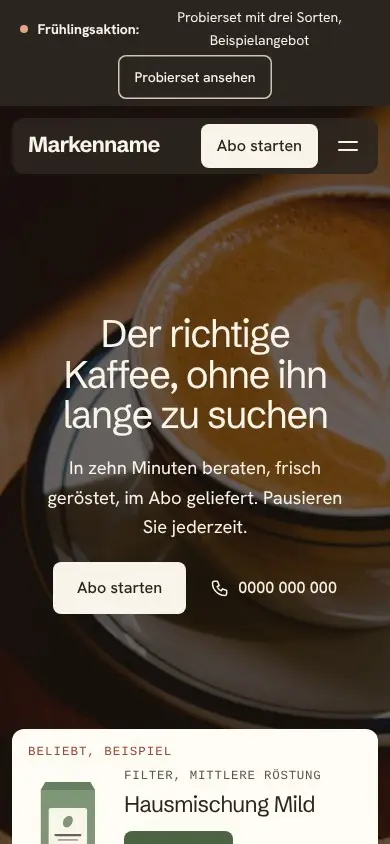 Frühlingsaktion:
Probierset mit drei Sorten,
Beispielangebot
Probierset ansehen
Markenname
Abo starten
Der richtige
Kaffee, ohne ihn
lange zu suchen
In zehn Minuten beraten, frisch
geröstet, im Abo geliefert. Pausieren
Sie jederzeit.
Abo starten
0000 000 000
BELIEBT, BEISPIEL
FILTER, MITTLERE RÖSTUNG
Hausmischung Mild